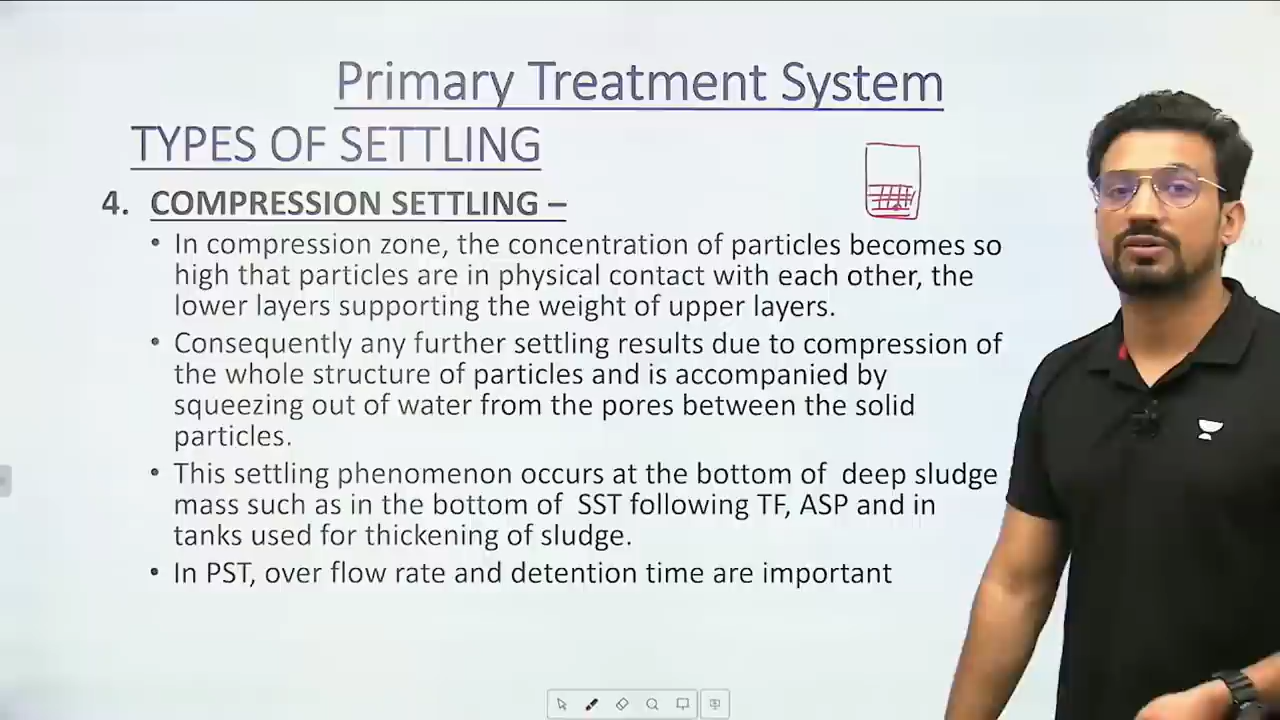 Primary Treatment System
TYPES OF SETTLING
4. COMPRESSION SETTLING –
• In compression zone, the concentration of particles becomes so
high that particles are in physical contact with each other, the
lower layers supporting the weight of upper layers.
• Consequently any further settling results due to compression of
the whole structure of particles and is accompanied by
squeezing out of water from the pores between the solid
particles.
• This settling phenomenon occurs at the bottom of deep sludge
mass such as in the bottom of SST following TF, ASP and in
tanks used for thickening of sludge.
• In PST, over flow rate and detention time are important